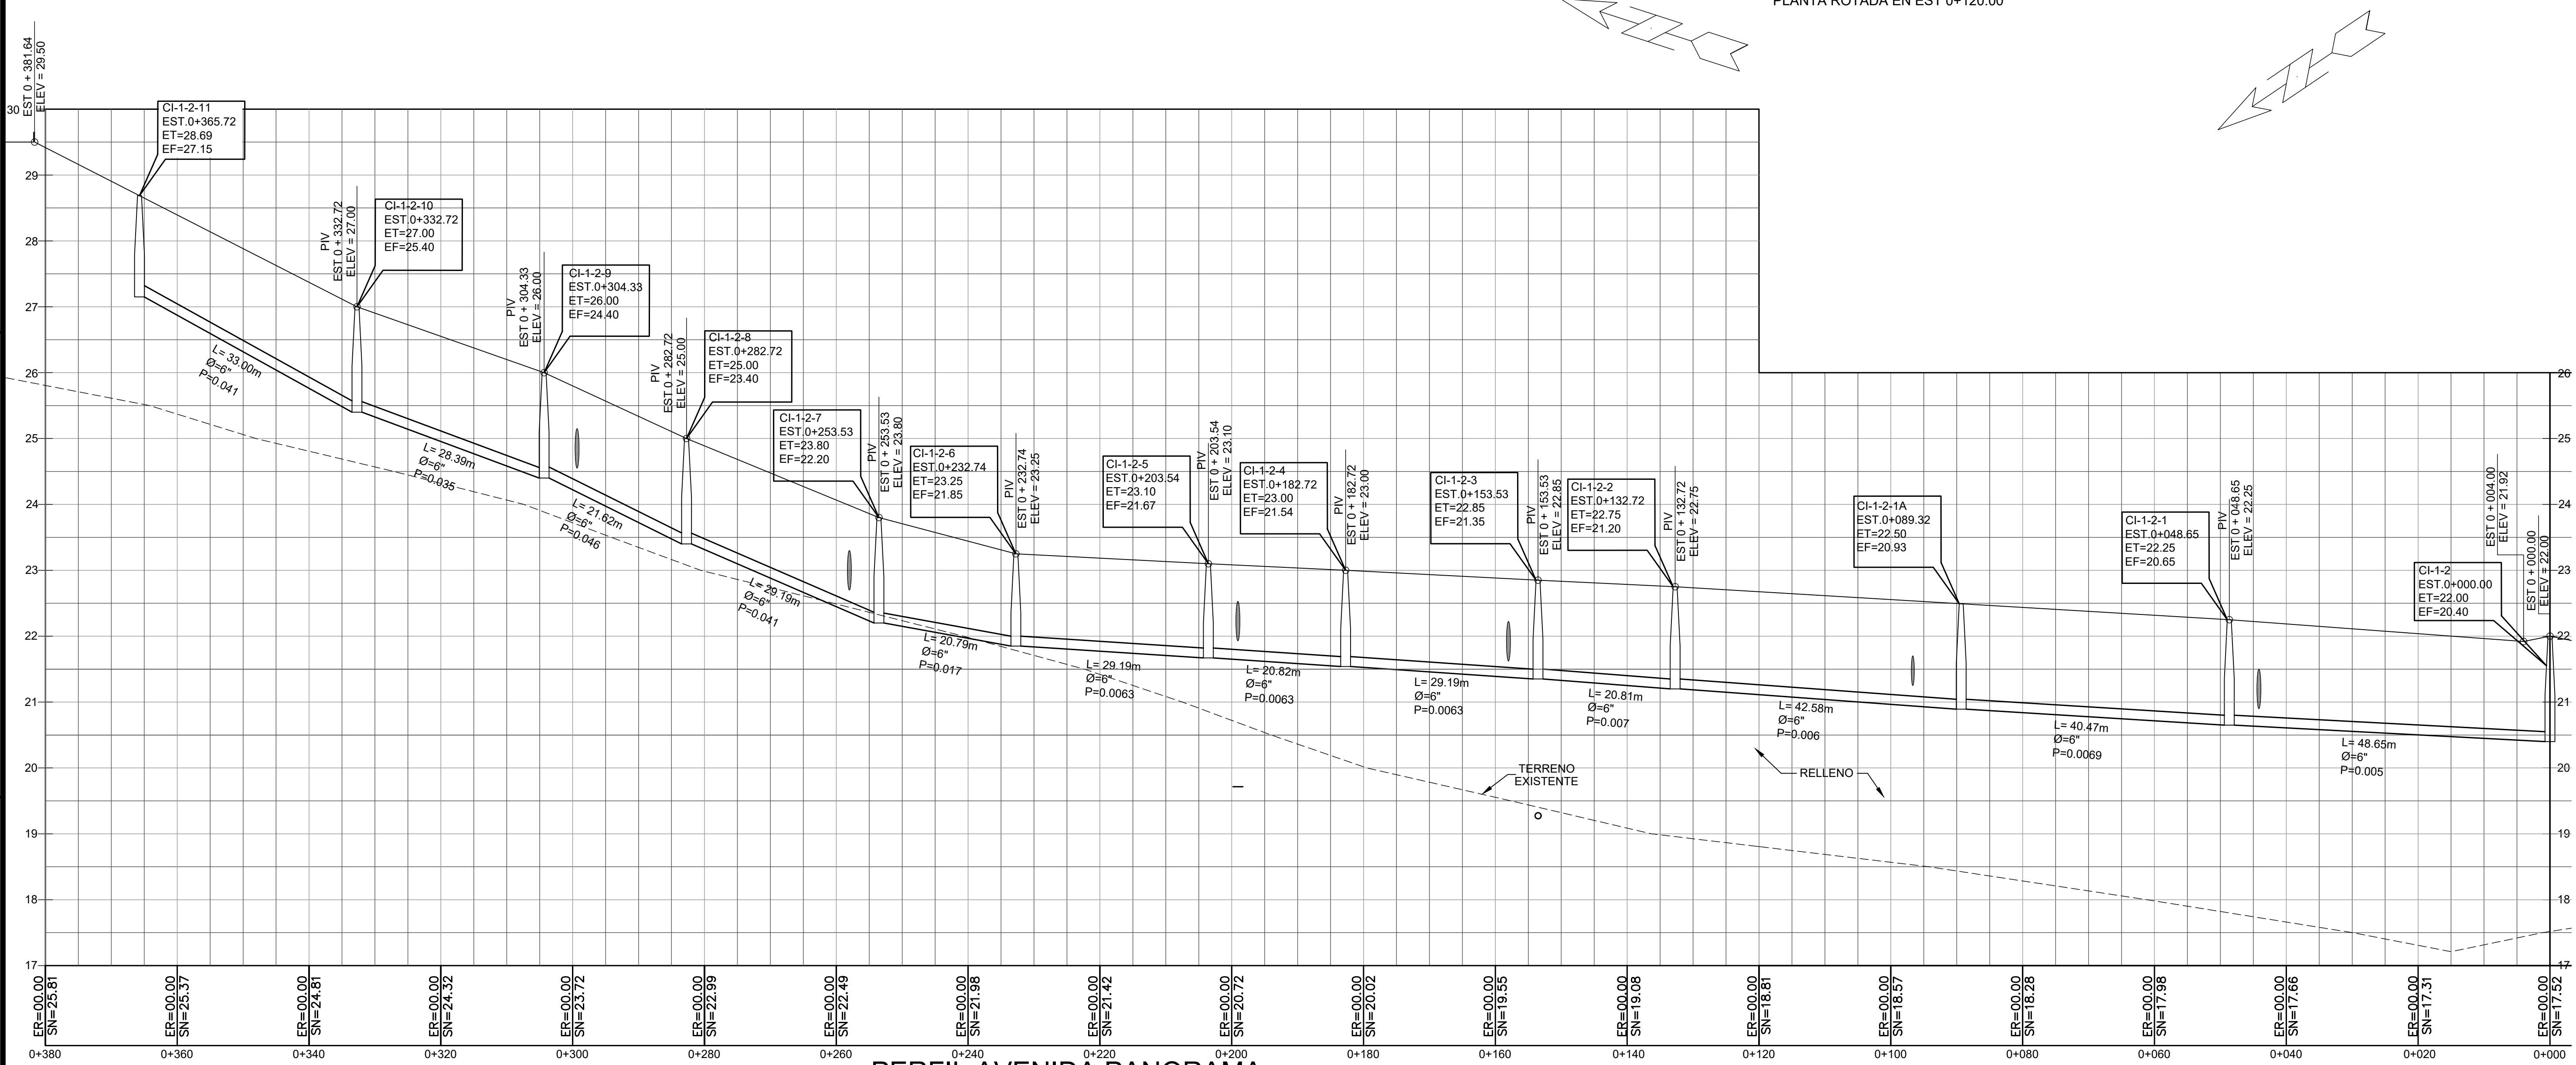 PLANTA ROTADA EN EST 0+120.00
EST 0 + 381.64
ELEV = 29.50
CI-1-2-11
EST.0+365.72
ET=28.69
EF=27.15
PIV
EST 0 + 332.72
ELEV = 27.00
CI-1-2-10
EST.0+332.72
ET=27.00
EF=25.40
PIV
EST 0 + 304.33
ELEV = 26.00
CI-1-2-9
EST.0+304.33
ET=26.00
EF=24.40
PIV
EST 0 + 282.72
ELEV = 25.00
CI-1-2-8
EST.0+282.72
ET=25.00
EF=23.40
CI-1-2-7
EST.0+253.53
ET=23.80
EF=22.20
PIV
EST 0 + 253.53
ELEV = 23.80
CI-1-2-6
EST.0+232.74
ET=23.25
EF=21.85
PIV
EST 0 + 232.74
ELEV = 23.25
CI-1-2-5
EST.0+203.54
ET=23.10
EF=21.67
PIV
EST 0 + 203.54
ELEV = 23.10
CI-1-2-4
EST.0+182.72
ET=23.00
EF=21.54
PIV
EST 0 + 182.72
ELEV = 23.00
CI-1-2-3
EST.0+153.53
ET=22.85
EF=21.35
PIV
EST 0 + 153.53
ELEV = 22.85
CI-1-2-2
EST.0+132.72
ET=22.75
EF=21.20
PIV
EST 0 + 132.72
ELEV = 22.75
CI-1-2-1A
EST.0+089.32
ET=22.50
EF=20.93
CI-1-2-1
EST.0+048.65
ET=22.25
EF=20.65
PIV
EST 0 + 048.65
ELEV = 22.25
CI-1-2
EST.0+000.00
ET=22.00
EF=20.40
EST 0 + 004.00
ELEV = 21.92
EST 0 + 000.00
ELEV = 22.00
L= 33.00m
Ø=6"
P=0.041
L= 28.39m
Ø=6"
P=0.035
L= 21.62m
Ø=6"
P=0.046
L= 29.19m
Ø=6"
P=0.041
L= 20.79m
Ø=6"
P=0.017
L= 29.19m
Ø=6"
P=0.0063
L= 20.82m
Ø=6"
P=0.0063
L= 29.19m
Ø=6"
P=0.0063
L= 20.81m
Ø=6"
P=0.007
L= 42.58m
Ø=6"
P=0.006
L= 40.47m
Ø=6"
P=0.0069
L= 48.65m
Ø=6"
P=0.005
TERRENO
EXISTENTE
RELLENO
30
29
28
27
26
25
24
23
22
21
20
19
18
17
26
25
24
23
22
21
20
19
18
17
ER=00.00
SN=25.81
ER=00.00
SN=25.37
ER=00.00
SN=24.81
ER=00.00
SN=24.32
ER=00.00
SN=23.72
ER=00.00
SN=22.99
ER=00.00
SN=22.49
ER=00.00
SN=21.98
ER=00.00
SN=21.42
ER=00.00
SN=20.72
ER=00.00
SN=20.02
ER=00.00
SN=19.55
ER=00.00
SN=19.08
ER=00.00
SN=18.81
ER=00.00
SN=18.57
ER=00.00
SN=18.28
ER=00.00
SN=17.98
ER=00.00
SN=17.66
ER=00.00
SN=17.31
ER=00.00
SN=17.52
0+380 0+360 0+340 0+320 0+300 0+280 0+260 0+240 0+220 0+200 0+180 0+160 0+140 0+120 0+100 0+080 0+060 0+040 0+020 0+000
PERFIL AVENIDA PANORAMA